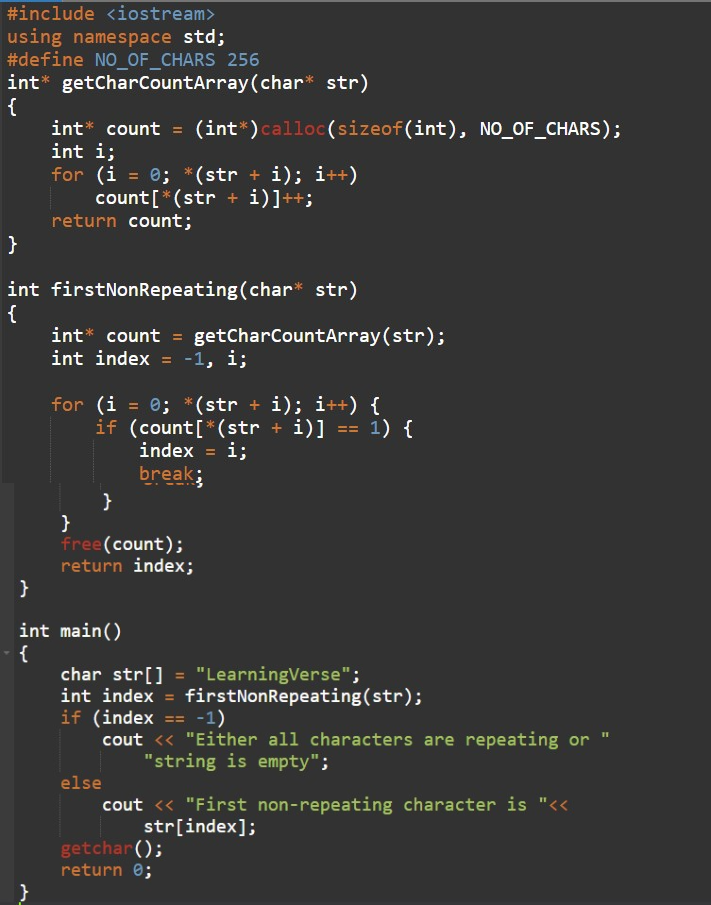 #include <iostream>
using namespace std;
#define NO_OF_CHARS 256
int* getCharCountArray(char* str)
{
    int* count = (int*)calloc(sizeof(int), NO_OF_CHARS);
    int i;
    for (i = 0; *(str + i); i++)
        count[*(str + i)]++;
    return count;
}

int firstNonRepeating(char* str)
{
    int* count = getCharCountArray(str);
    int index = -1, i;

    for (i = 0; *(str + i); i++) {
        if (count[*(str + i)] == 1) {
            index = i;
            break;
        }
    }
    free(count);
    return index;
}

int main()
{
    char str[] = "LearningVerse";
    int index = firstNonRepeating(str);
    if (index == -1)
        cout << "Either all characters are repeating or "
            "string is empty";
    else
        cout << "First non-repeating character is "<<
            str[index];
    getchar();
    return 0;
}